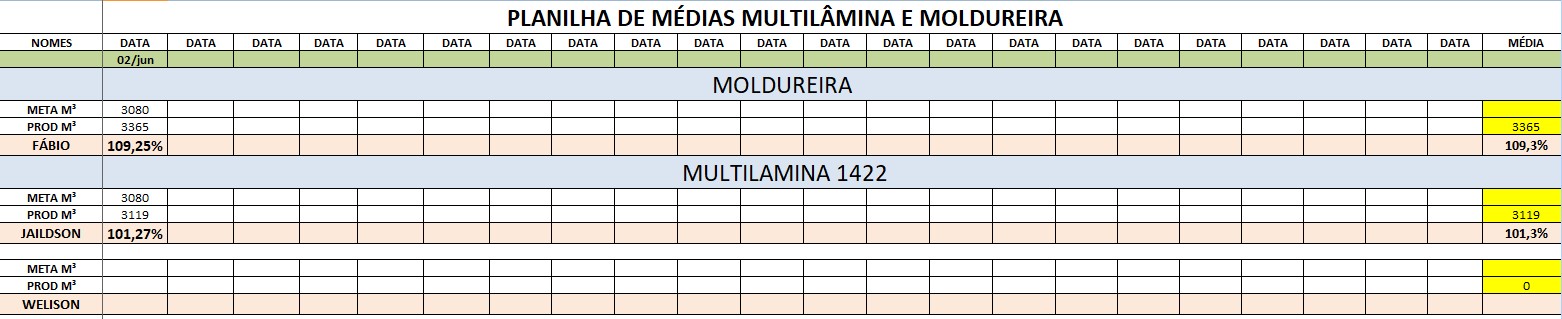 PLANILHA DE MÉDIAS MULTILÂMINA E MOLDUREIRA
NOMES DATA DATA DATA DATA DATA DATA DATA DATA DATA DATA DATA DATA DATA DATA DATA DATA DATA DATA DATA DATA DATA DATA MÉDIA
02/jun
MOLDUREIRA
META M³ 3080
PROD M³ 3365 3365
FÁBIO 109,25% 109,3%
MULTILAMINA 1422
META M³ 3080
PROD M³ 3119 3119
JAILDSON 101,27% 101,3%
META M³
PROD M³ 0
WELISON